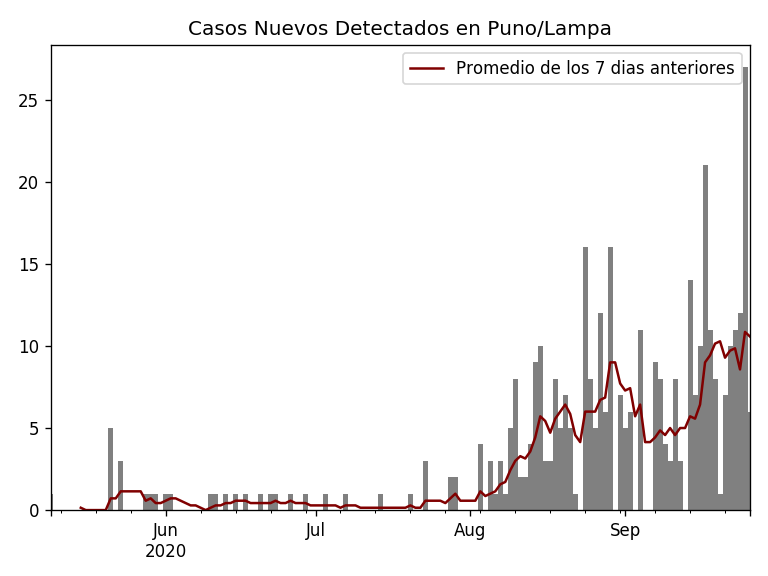 Casos Nuevos Detectados en Puno/Lampa
Promedio de los 7 dias anteriores
25
20
15
10
5
0
Jun
2020
Jul
Aug
Sep